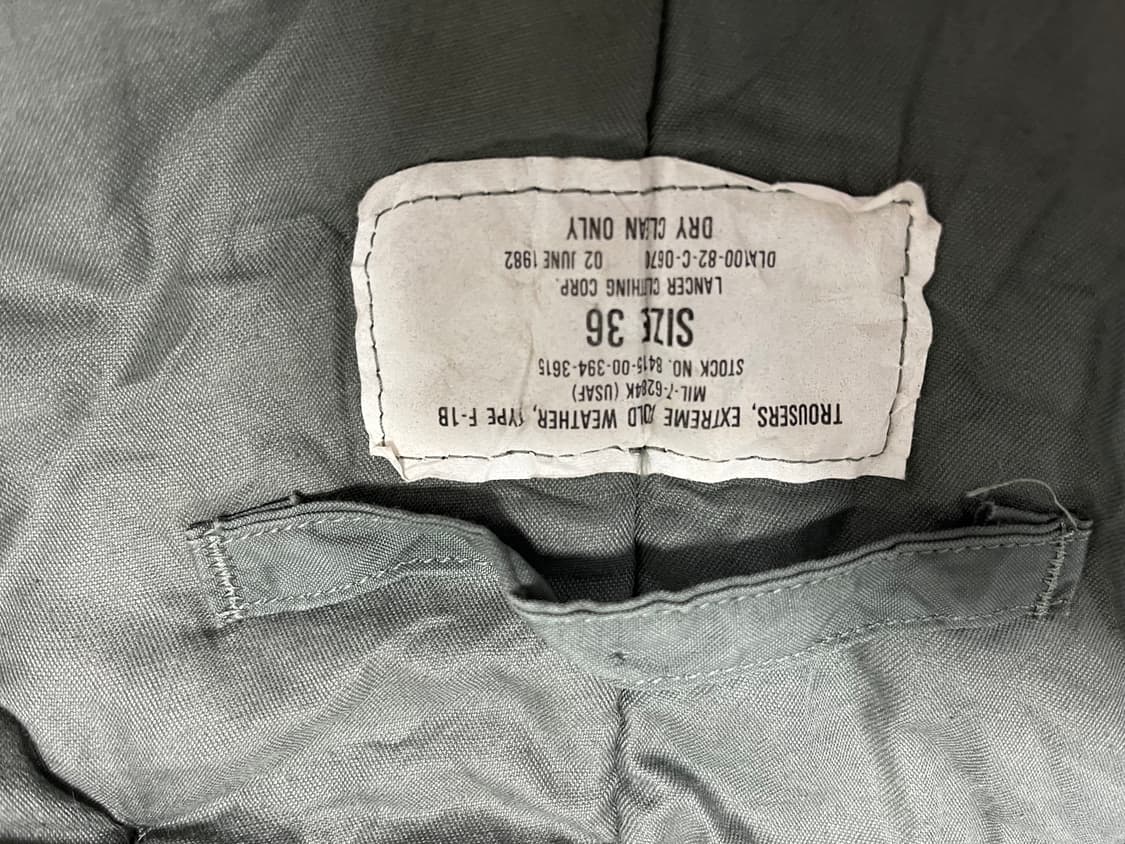 TROUSERS, EXTREME COLD WEATHER, TYPE F-1B
MIL-T-6284K (USAF)
STOCK NO. 8415-00-394-3615
SIZE 36
LANCER CLOTHING CORP.
DLA100-82-C-0670 02 JUNE 1982
DRY CLEAN ONLY